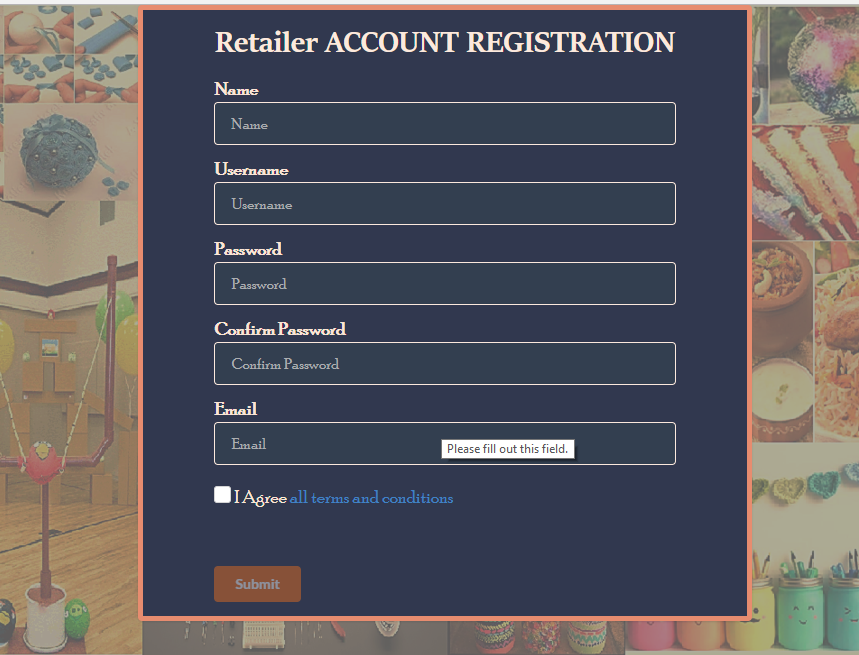 Retailer ACCOUNT REGISTRATION
Name
Name
Username
Username
Password
Password
Confirm Password
Confirm Password
Email
Email
Please fill out this field.
I Agree all terms and conditions
Submit